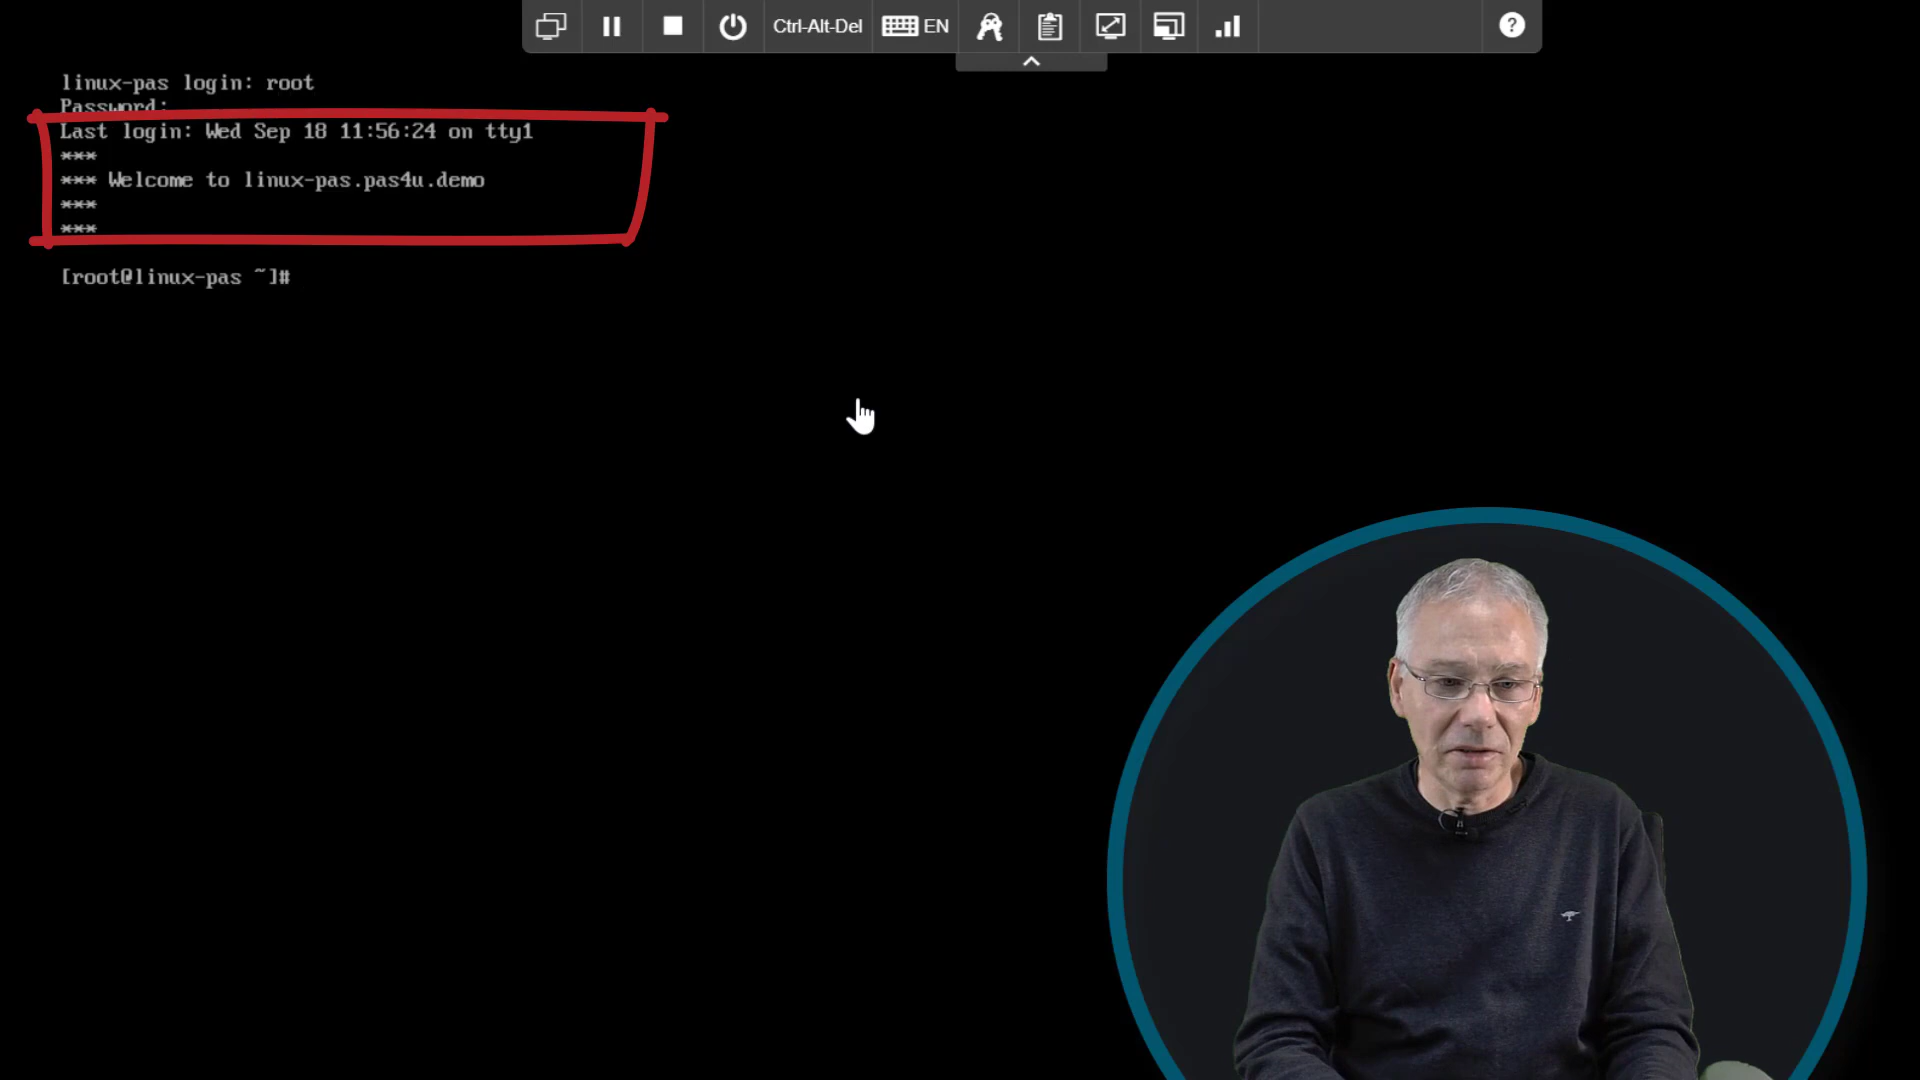 Ctrl-Alt-Del
EN
?
linux-pas login: root
Password:
Last login: Wed Sep 18 11:56:24 on tty1
***
*** Welcome to linux-pas.pas4u.demo
***
***
[root@linux-pas ~]#